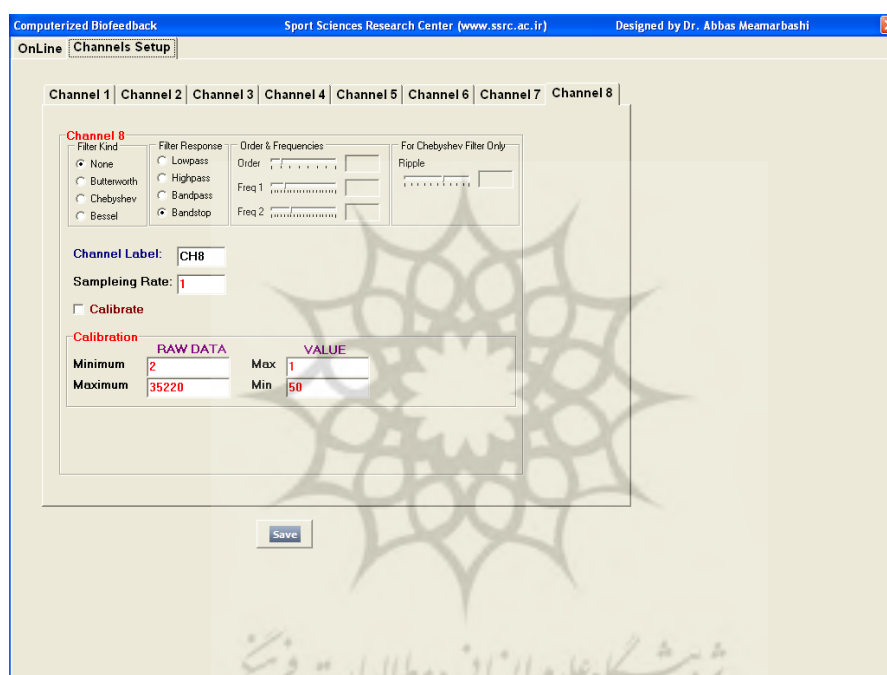 Computerized Biofeedback Sport Sciences Research Center (www.ssrc.ac.ir) Designed by Dr. Abbas Meamarbashi
OnLine Channels Setup
Channel 1 Channel 2 Channel 3 Channel 4 Channel 5 Channel 6 Channel 7 Channel 8
Channel 8
Filter Kind
None
Butterworth
Chebyshev
Bessel
Filter Response
Lowpass
Highpass
Bandpass
Bandstop
Order & Frequencies
Order
Freq 1
Freq 2
For Chebyshev Filter Only
Ripple
Channel Label: CH8
Sampleing Rate: 1
Calibrate
Calibration
RAW DATA VALUE
Minimum 2 Max 1
Maximum 35220 Min 50
Save